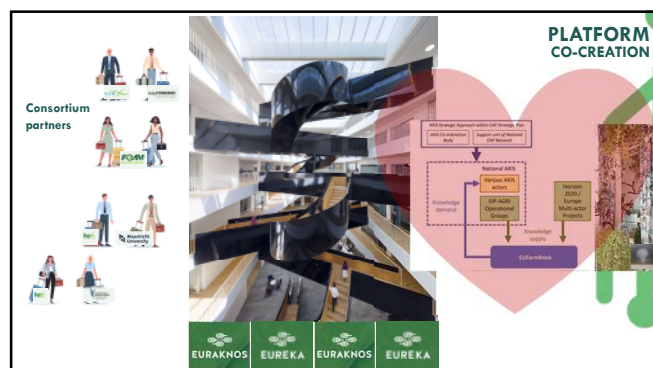 PLATFORM
CO-CREATION
Consortium
partners
IFOAM
Maastricht
University
AKIS Strategic Approach within CAP Strategic Plan
AKIS Co-ordination
Body
Support unit of National
CAP Network
National AKIS
Various AKIS
actors
EIP-AGRI
Operational
Groups
Horizon
2020 /
Europe
Multi-actor
Projects
Knowledge
demand
Knowledge
supply
EUFarmBook
EURAKNOS
EUREKA
EURAKNOS
EUREKA